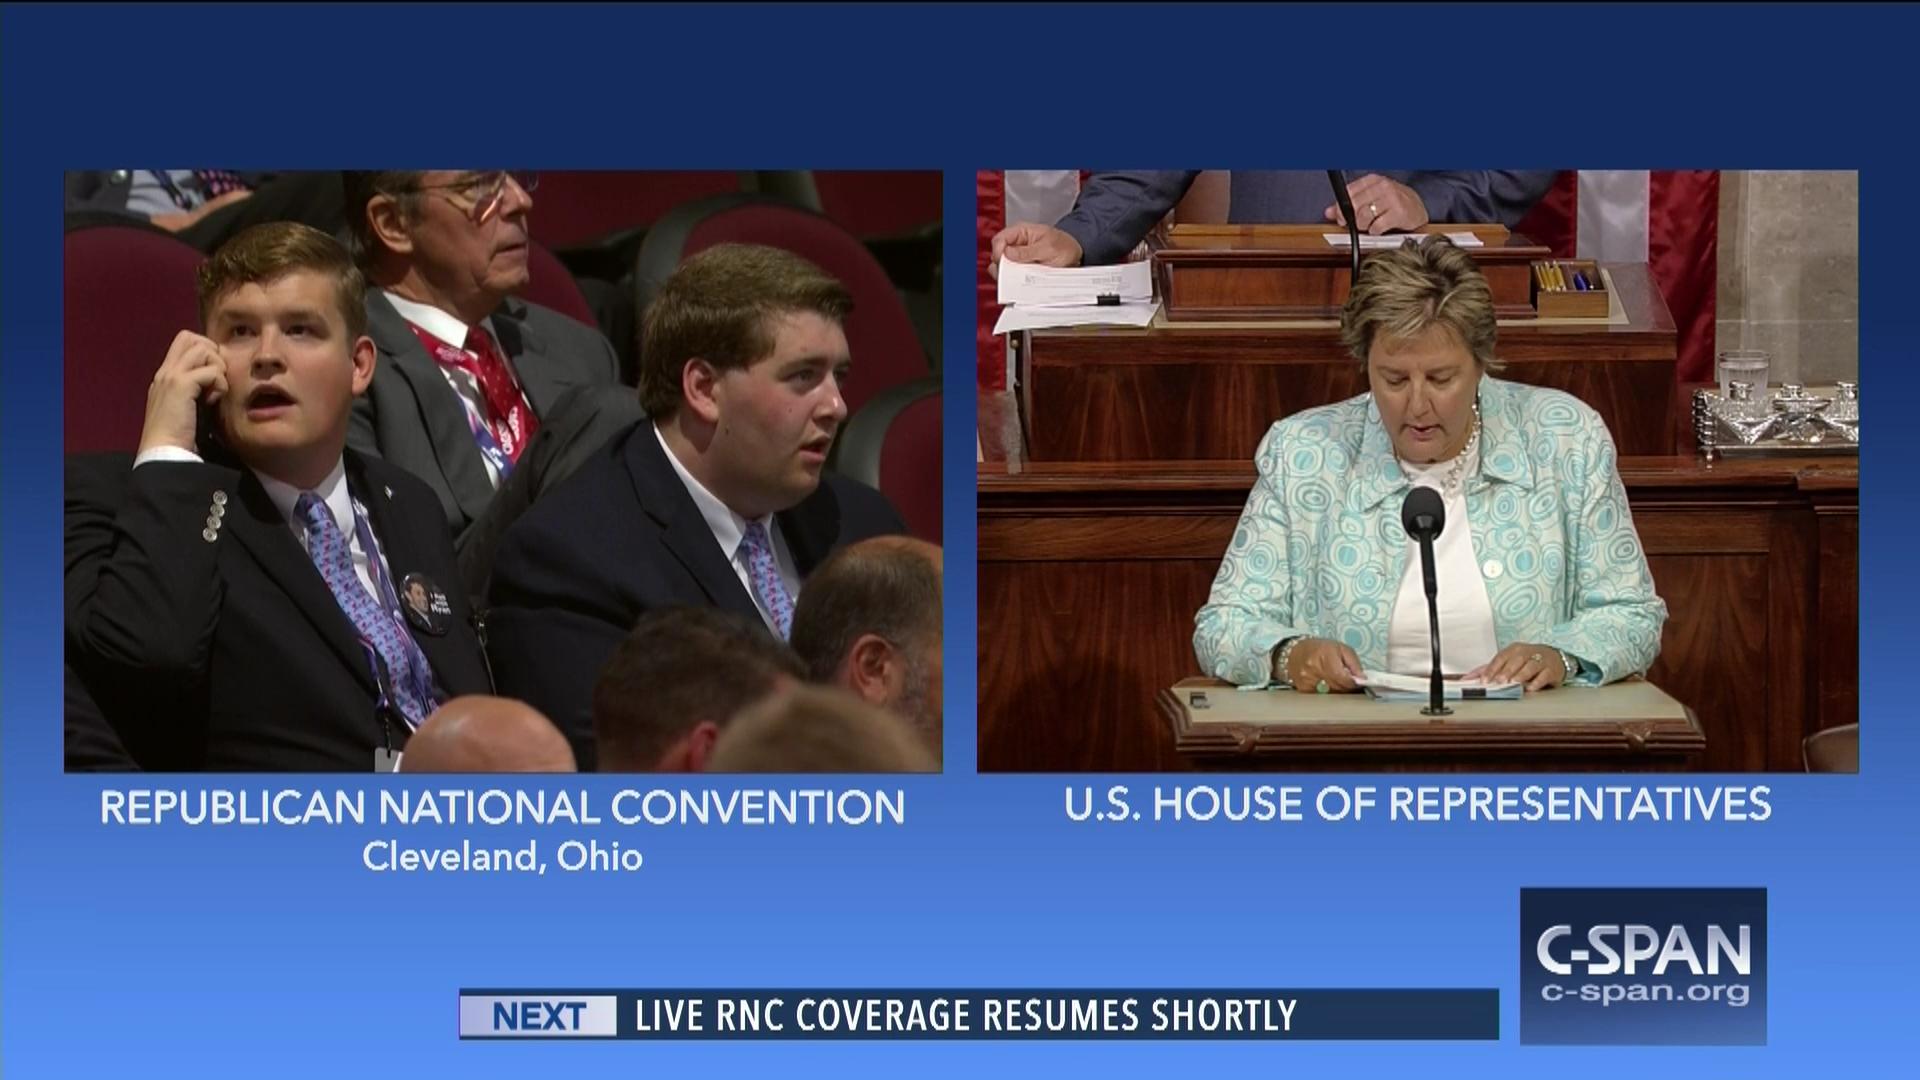 REPUBLICAN NATIONAL CONVENTION
Cleveland, Ohio
U.S. HOUSE OF REPRESENTATIVES
C-SPAN
c-span.org
NEXT LIVE RNC COVERAGE RESUMES SHORTLY